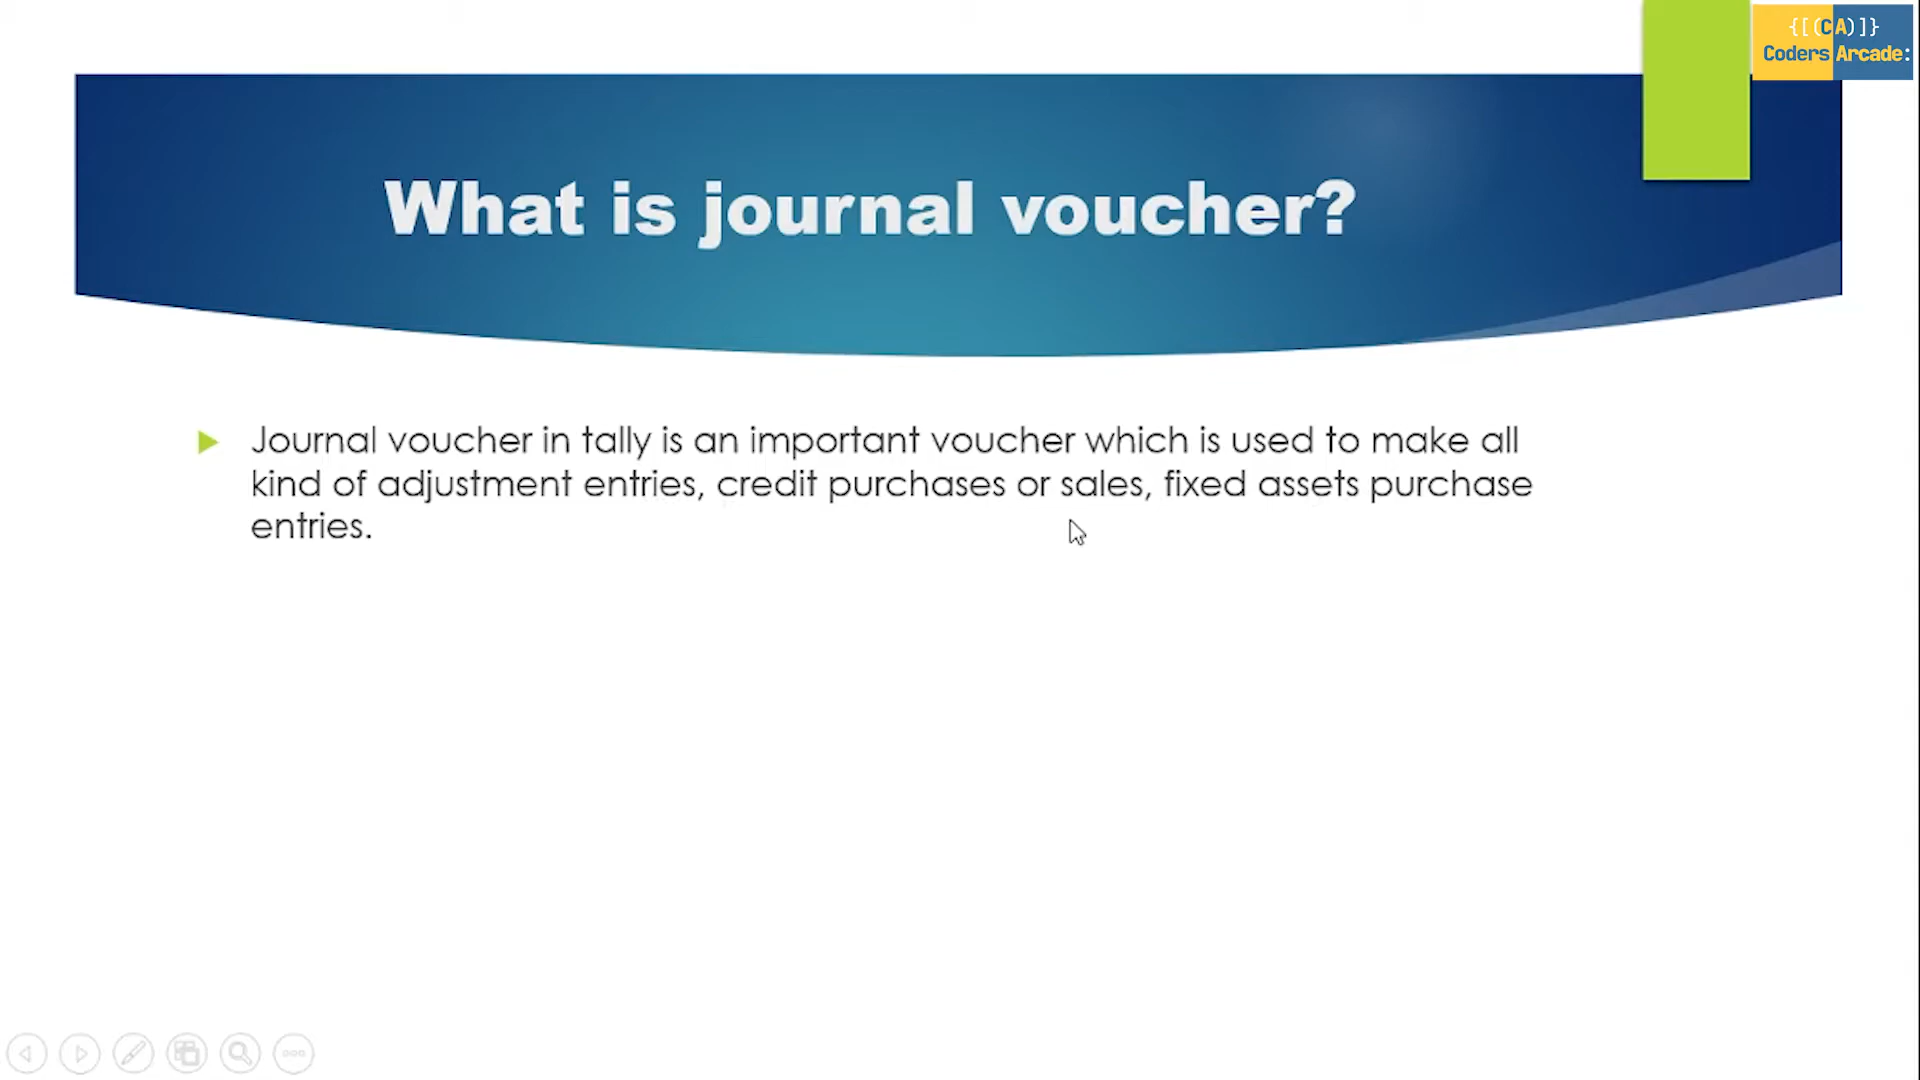 {[(CA)]}
Coders Arcade:
What is journal voucher?
Journal voucher in tally is an important voucher which is used to make all
kind of adjustment entries, credit purchases or sales, fixed assets purchase
entries.